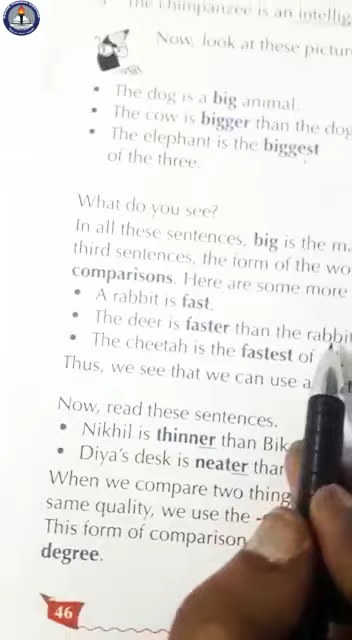 The chimpanzee is an intellig
Now, look at these pictur
• The dog is a big animal.
• The cow is bigger than the dog
• The elephant is the biggest
of the three.
What do you see?
In all these sentences, big is the ma
third sentences, the form of the wo
comparisons. Here are some more
• A rabbit is fast.
• The deer is faster than the rabbit
• The cheetah is the fastest of
Thus, we see that we can use a
Now, read these sentences.
• Nikhil is thinner than Bik
• Diya's desk is neater than
When we compare two thing
same quality, we use the -
This form of comparison
degree.
46